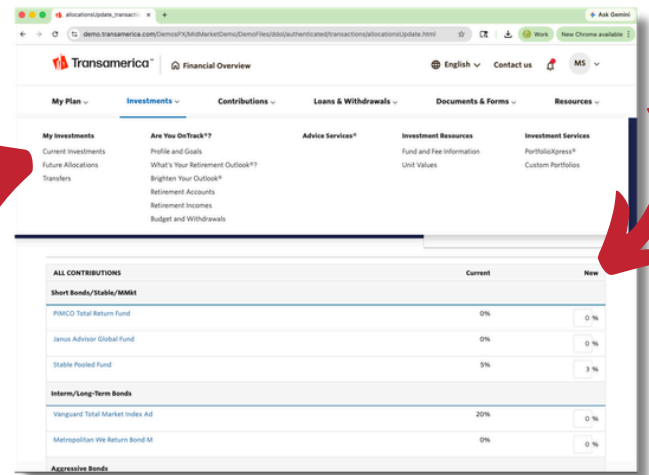 allocationsUpdate_transactio
Ask Gemini
demo.transamerica.com/DemosPX/MidMarketDemo/DemoFiles/ddol/authenticated/transactions/allocationsUpdate.html
Work
New Chrome available
Transamerica
Financial Overview
English
Contact us
MS
My Plan
Investments
Contributions
Loans & Withdrawals
Documents & Forms
Resources
My Investments
Current Investments
Future Allocations
Transfers
Are You OnTrack®?
Profile and Goals
What's Your Retirement Outlook®?
Brighten Your Outlook®
Retirement Accounts
Retirement Incomes
Budget and Withdrawals
Advice Services®
Investment Resources
Fund and Fee Information
Unit Values
Investment Services
PortfolioXpress®
Custom Portfolios
ALL CONTRIBUTIONS Current New
Short Bonds/Stable/MMkt
PIMCO Total Return Fund 0% 0 %
Janus Advisor Global Fund 0% 0 %
Stable Pooled Fund 5% 3 %
Interm/Long-Term Bonds
Vanguard Total Market Index Ad 20% 0 %
Metropolitan We Return Bond M 0% 0 %
Aggressive Bonds